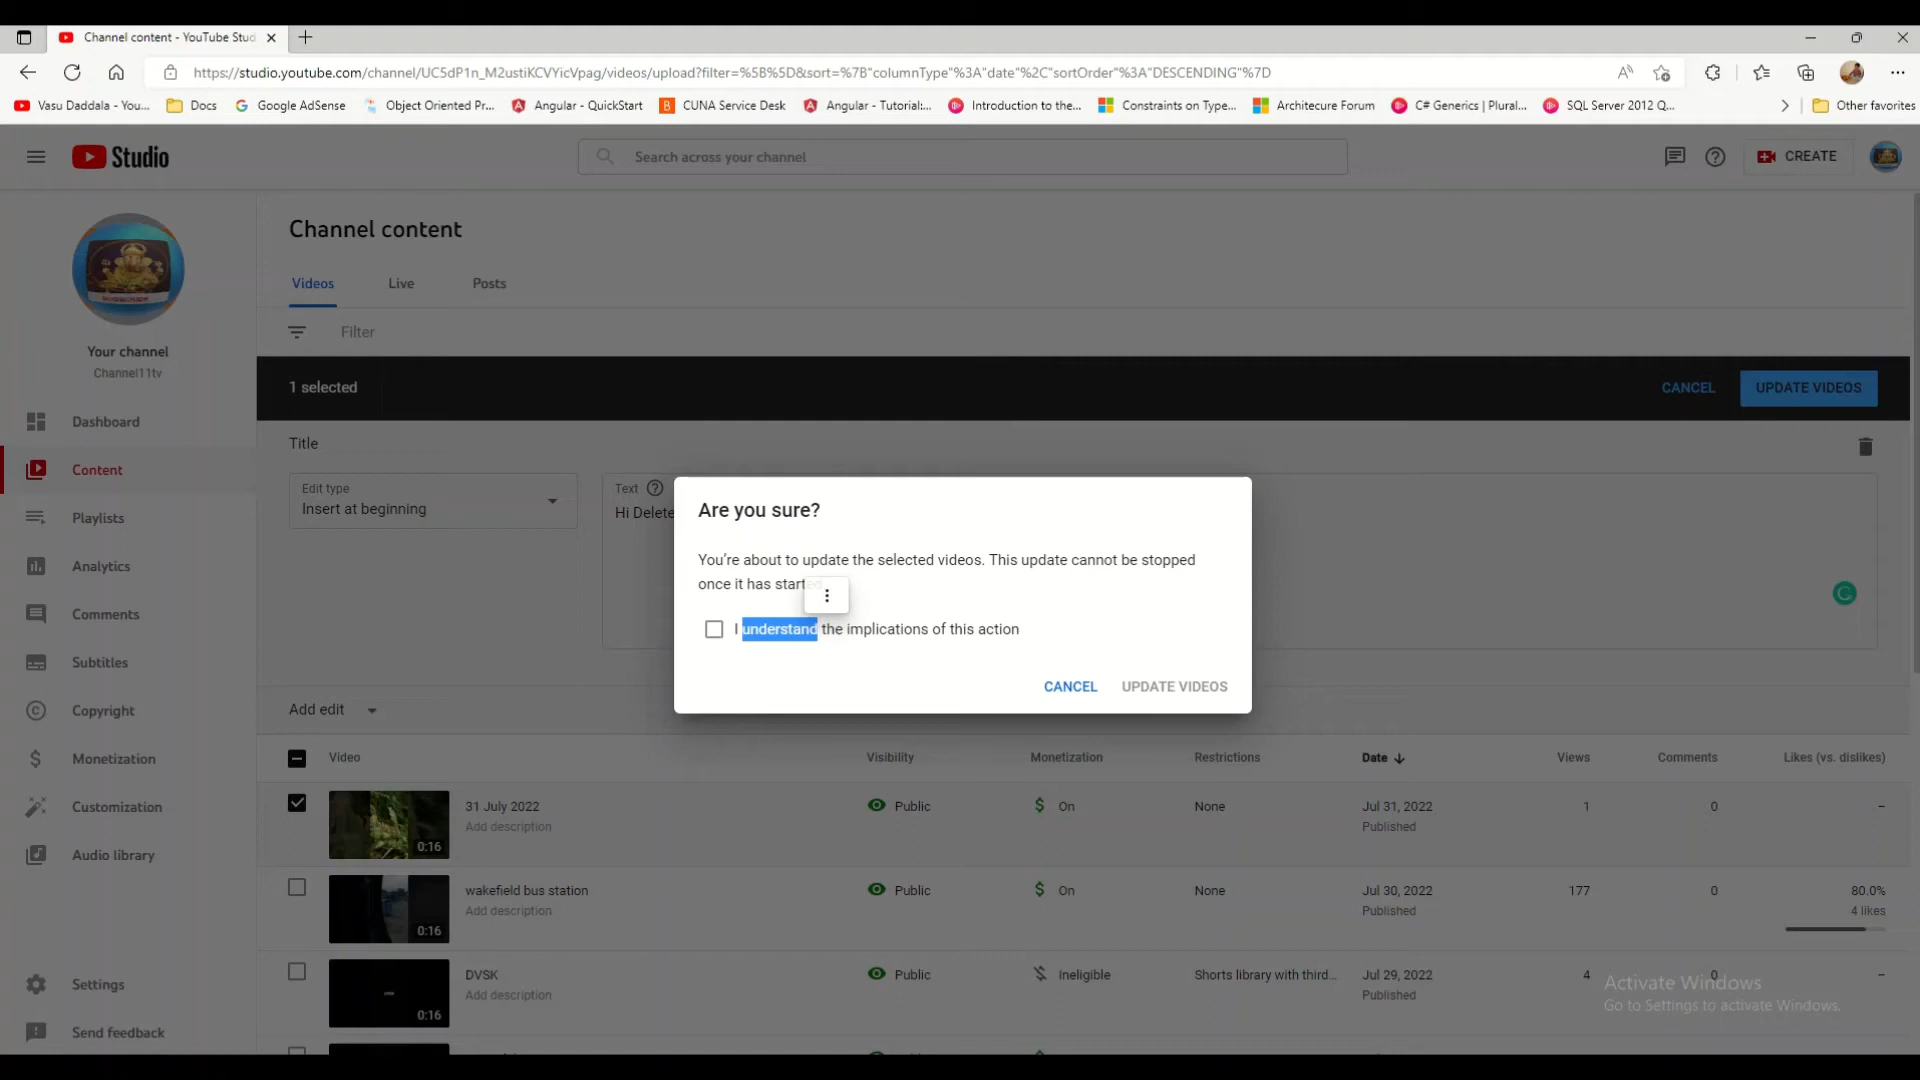 Channel content - YouTube Stud
https://studio.youtube.com/channel/UC5dP1n_M2ustiKCVYicVpag/videos/upload?filter=%5B%5D&sort=%7B"columnType"%3A"date"%2C"sortOrder"%3A"DESCENDING"%7D
Vasu Daddala - You... Docs Google AdSense Object Oriented Pr... Angular - QuickStart CUNA Service Desk Angular - Tutorial:... Introduction to the... Constraints on Type... Architecure Forum C# Generics | Plural... SQL Server 2012 Q... Other favorites
Studio Search across your channel CREATE
Channel content
Videos Live Posts
Filter
Your channel
Channel11tv
1 selected CANCEL UPDATE VIDEOS
Dashboard
Content
Playlists
Analytics
Comments
Subtitles
Copyright
Monetization
Customization
Audio library
Settings
Send feedback
Title
Edit type
Insert at beginning
Text
Hi Delete
Are you sure?
You're about to update the selected videos. This update cannot be stopped
once it has started
I understand the implications of this action
CANCEL UPDATE VIDEOS
Add edit
Video Visibility Monetization Restrictions Date Views Comments Likes (vs. dislikes)
31 July 2022 Public On None Jul 31, 2022 1 0 –
Add description Published
0:16
wakefield bus station Public On None Jul 30, 2022 177 0 80.0%
Add description Published 4 likes
0:16
DVSK Public Ineligible Shorts library with third... Jul 29, 2022 4 0 –
Add description Published
0:16
Activate Windows
Go to Settings to activate Windows.